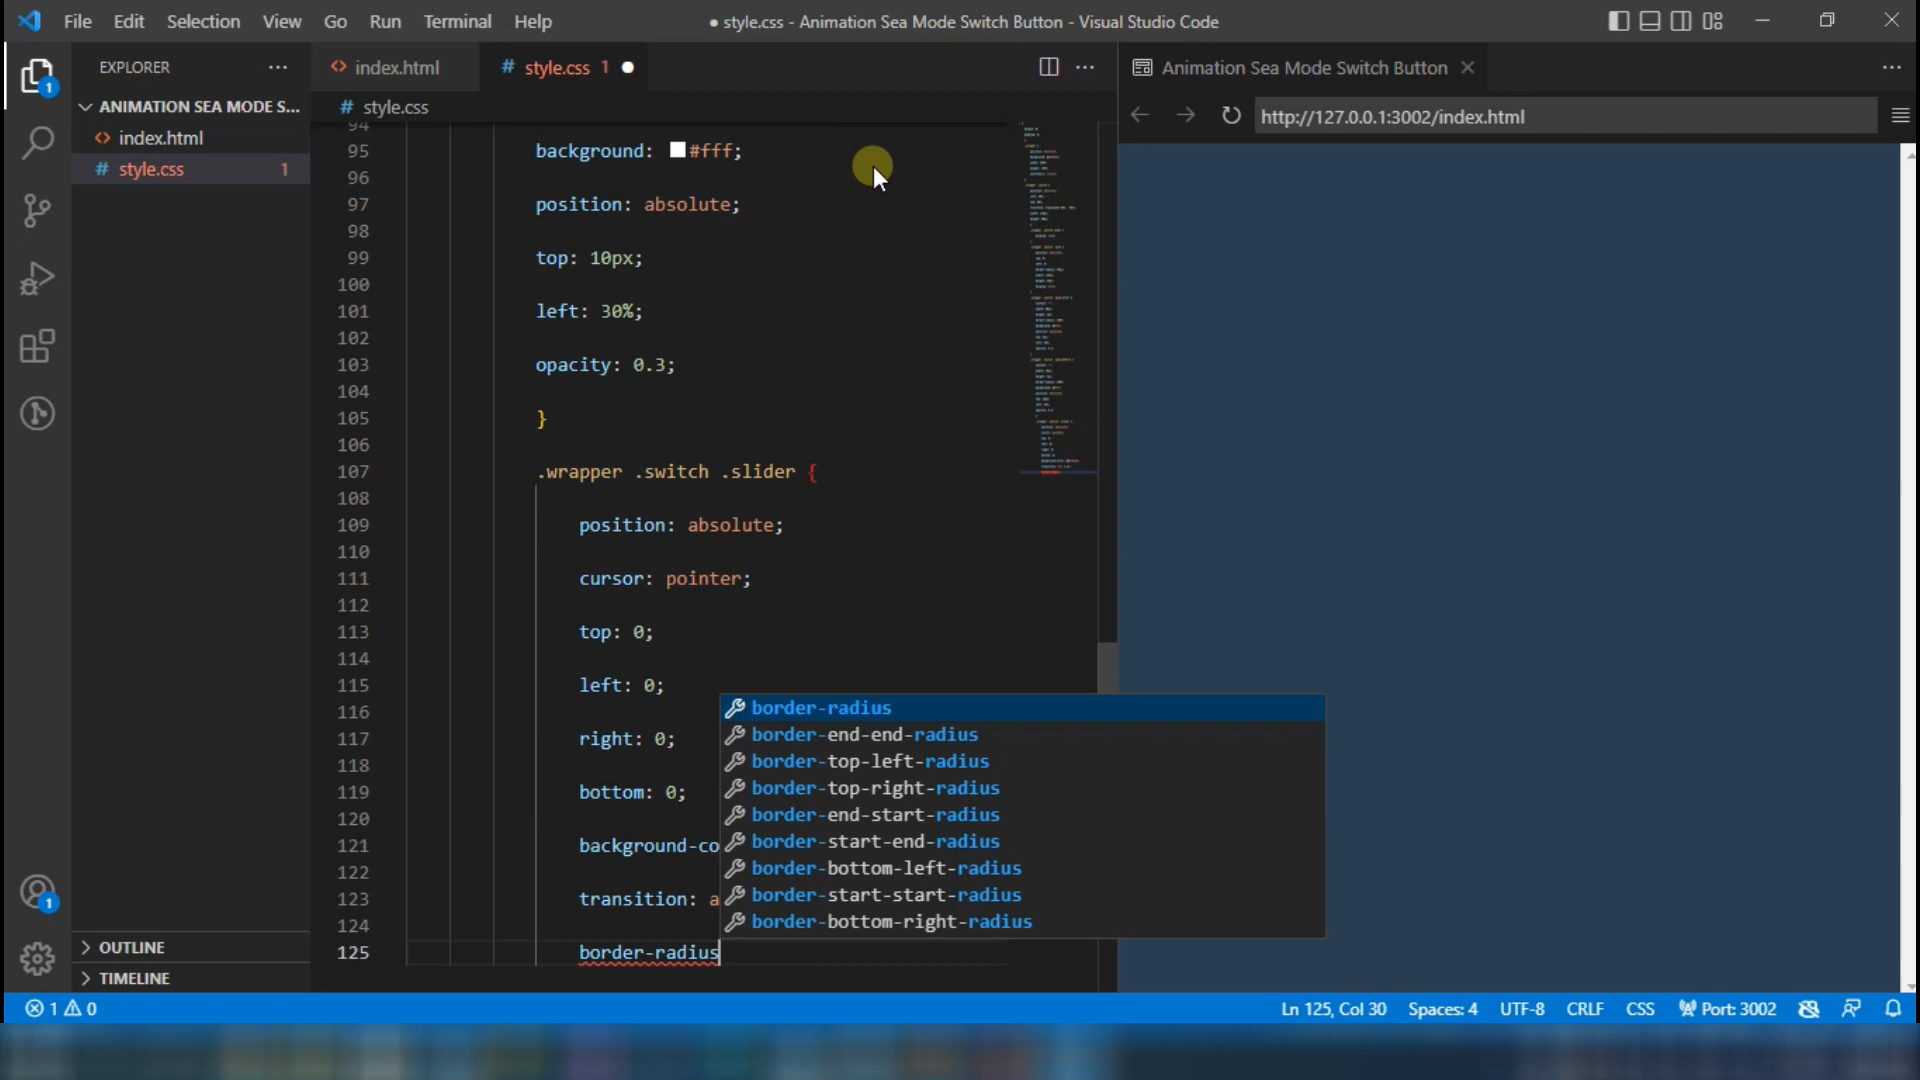 File Edit Selection View Go Run Terminal Help
● style.css - Animation Sea Mode Switch Button - Visual Studio Code
EXPLORER
index.html
# style.css 1
Animation Sea Mode Switch Button
ANIMATION SEA MODE S...
# style.css
http://127.0.0.1:3002/index.html
index.html
# style.css 1
94
95 background: #fff;
96
97 position: absolute;
98
99 top: 10px;
100
101 left: 30%;
102
103 opacity: 0.3;
104
105 }
106
107 .wrapper .switch .slider {
108
109 position: absolute;
110
111 cursor: pointer;
112
113 top: 0;
114
115 left: 0;
116
117 right: 0;
118
119 bottom: 0;
120
121 background-co
122
123 transition: a
124
125 border-radius
border-radius
border-end-end-radius
border-top-left-radius
border-top-right-radius
border-end-start-radius
border-start-end-radius
border-bottom-left-radius
border-start-start-radius
border-bottom-right-radius
1
1
OUTLINE
TIMELINE
1 0
Ln 125, Col 30 Spaces: 4 UTF-8 CRLF CSS Port: 3002